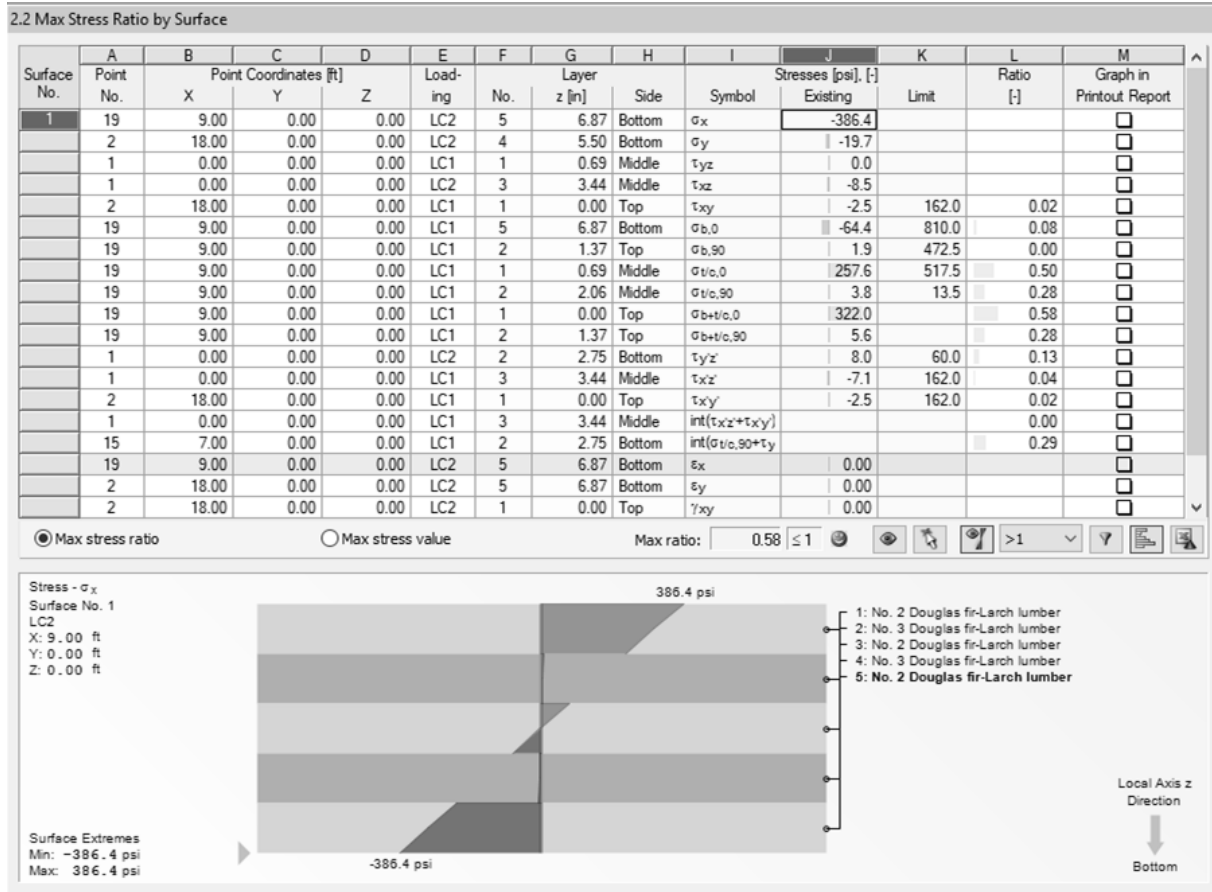 2.2 Max Stress Ratio by Surface
A B C D E F G H I J K L M
Surface Point Point Coordinates [ft] Load- Layer Stresses [psi], [-] Ratio Graph in
No. No. X Y Z ing No. z [in] Side Symbol Existing Limit [-] Printout Report
1 19 9.00 0.00 0.00 LC2 5 6.87 Bottom σx -386.4
2 18.00 0.00 0.00 LC2 4 5.50 Bottom σy -19.7
1 0.00 0.00 0.00 LC1 1 0.69 Middle τyz 0.0
1 0.00 0.00 0.00 LC2 3 3.44 Middle τxz -8.5
2 18.00 0.00 0.00 LC1 1 0.00 Top τxy -2.5 162.0 0.02
19 9.00 0.00 0.00 LC1 5 6.87 Bottom σb,0 -64.4 810.0 0.08
19 9.00 0.00 0.00 LC1 2 1.37 Top σb,90 1.9 472.5 0.00
19 9.00 0.00 0.00 LC1 1 0.69 Middle σt/c,0 257.6 517.5 0.50
19 9.00 0.00 0.00 LC1 2 2.06 Middle σt/c,90 3.8 13.5 0.28
19 9.00 0.00 0.00 LC1 1 0.00 Top σb+t/c,0 322.0 0.58
19 9.00 0.00 0.00 LC1 2 1.37 Top σb+t/c,90 5.6 0.28
1 0.00 0.00 0.00 LC2 2 2.75 Bottom τy'z' 8.0 60.0 0.13
1 0.00 0.00 0.00 LC1 3 3.44 Middle τx'z' -7.1 162.0 0.04
2 18.00 0.00 0.00 LC1 1 0.00 Top τx'y' -2.5 162.0 0.02
1 0.00 0.00 0.00 LC1 3 3.44 Middle int(τx'z'+τx'y') 0.00
15 7.00 0.00 0.00 LC1 2 2.75 Bottom int(σt/c,90+τy 0.29
19 9.00 0.00 0.00 LC2 5 6.87 Bottom εx 0.00
2 18.00 0.00 0.00 LC2 5 6.87 Bottom εy 0.00
2 18.00 0.00 0.00 LC2 1 0.00 Top γxy 0.00
Max stress ratio Max stress value Max ratio: 0.58 ≤ 1 >1
Stress - σx
Surface No. 1
LC2
X: 9.00 ft
Y: 0.00 ft
Z: 0.00 ft
386.4 psi
1: No. 2 Douglas fir-Larch lumber
2: No. 3 Douglas fir-Larch lumber
3: No. 2 Douglas fir-Larch lumber
4: No. 3 Douglas fir-Larch lumber
5: No. 2 Douglas fir-Larch lumber
Local Axis z
Direction
Bottom
Surface Extremes
Min: -386.4 psi
Max: 386.4 psi
-386.4 psi